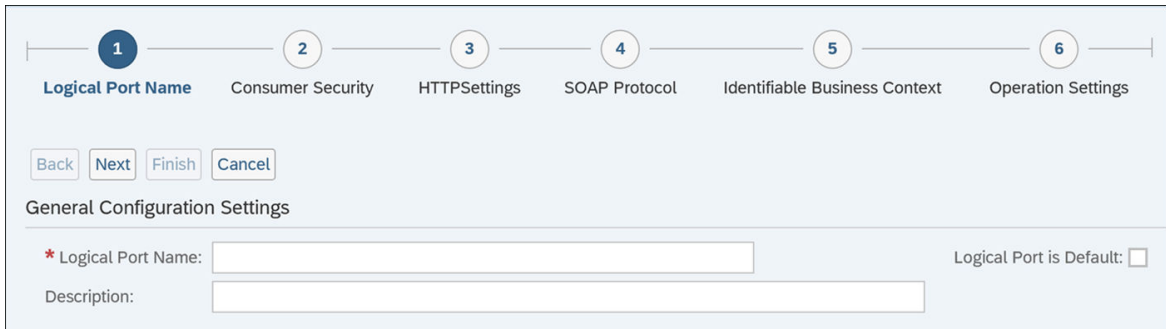 1 2 3 4 5 6
Logical Port Name Consumer Security HTTPSettings SOAP Protocol Identifiable Business Context Operation Settings
Back Next Finish Cancel
General Configuration Settings
* Logical Port Name: Logical Port is Default:
Description: